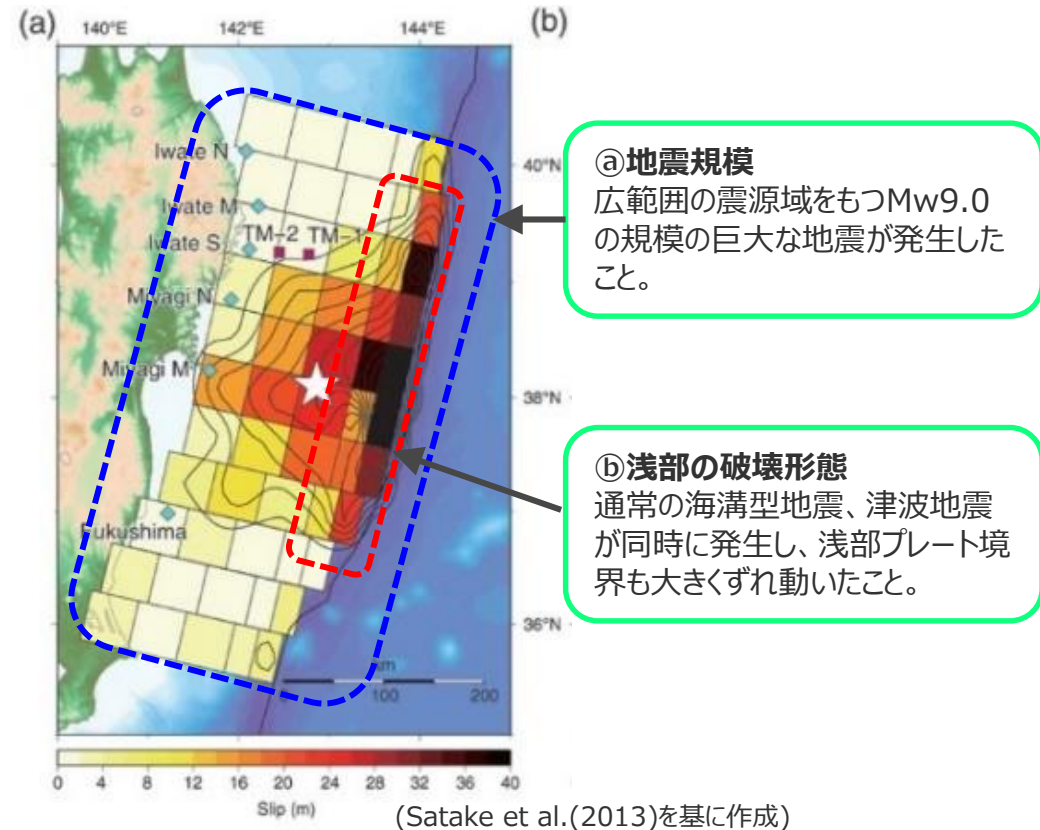 (a)
140°E
142°E
144°E
(b)
Iwate N
Iwate M
Iwate S
TM-2
TM-1
Miyagi N
Miyagi M
Fukushima
40°N
38°N
36°N
km
0
100
200
0 4 8 12 16 20 24 28 32 36 40
Slip (m)
ⓐ地震規模
広範囲の震源域をもつMw9.0
の規模の巨大な地震が発生した
こと。
ⓑ浅部の破壊形態
通常の海溝型地震、津波地震
が同時に発生し、浅部プレート境
界も大きくずれ動いたこと。
(Satake et al.(2013)を基に作成)